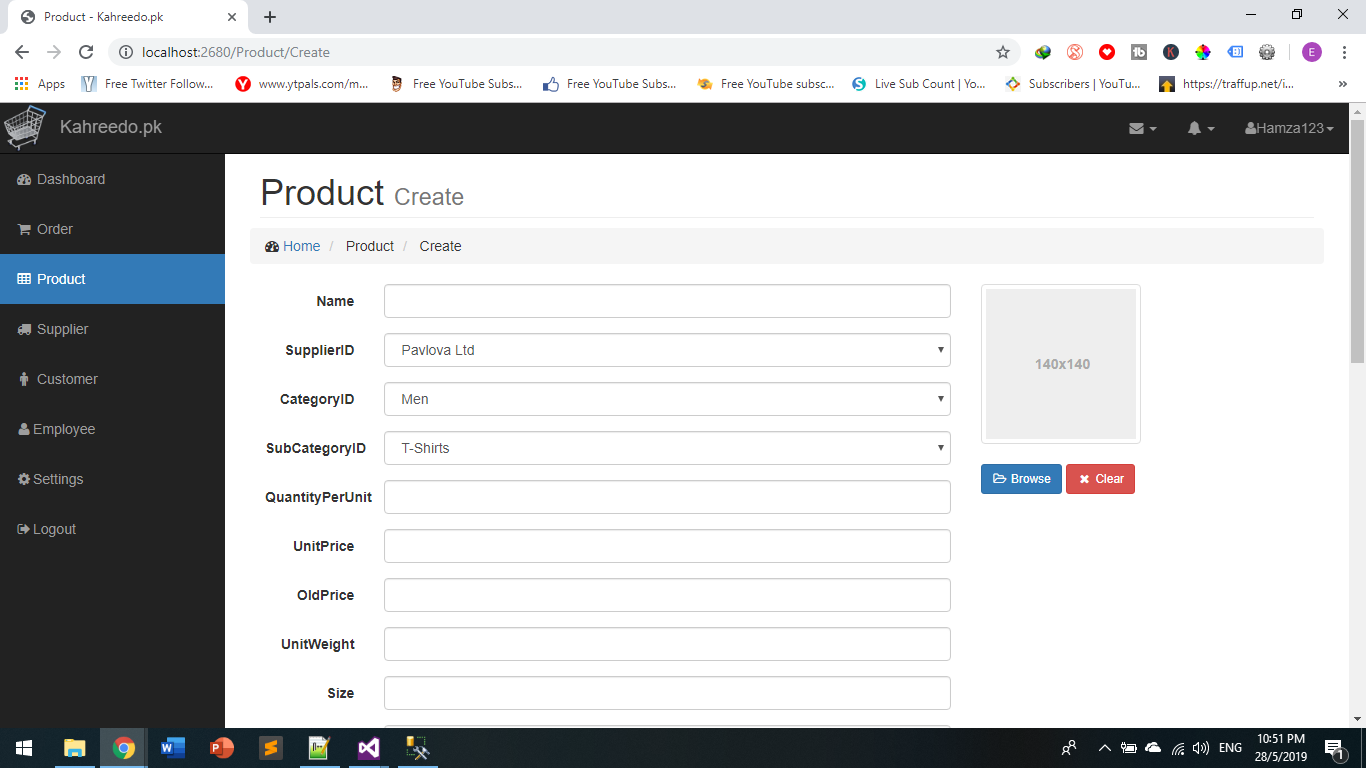 Product - Kahreedo.pk
localhost:2680/Product/Create
E
Apps
Free Twitter Follow...
www.ytpals.com/m...
Free YouTube Subs...
Free YouTube Subs...
Free YouTube subsc...
Live Sub Count | Yo...
Subscribers | YouTu...
https://traffup.net/i...
»
Kahreedo.pk
Hamza123
Dashboard
Order
Product
Supplier
Customer
Employee
Settings
Logout
Product Create
Home / Product / Create
Name
SupplierID Pavlova Ltd
CategoryID Men
SubCategoryID T-Shirts
QuantityPerUnit
UnitPrice
OldPrice
UnitWeight
Size
140x140
Browse
Clear
ENG
10:51 PM
28/5/2019
1